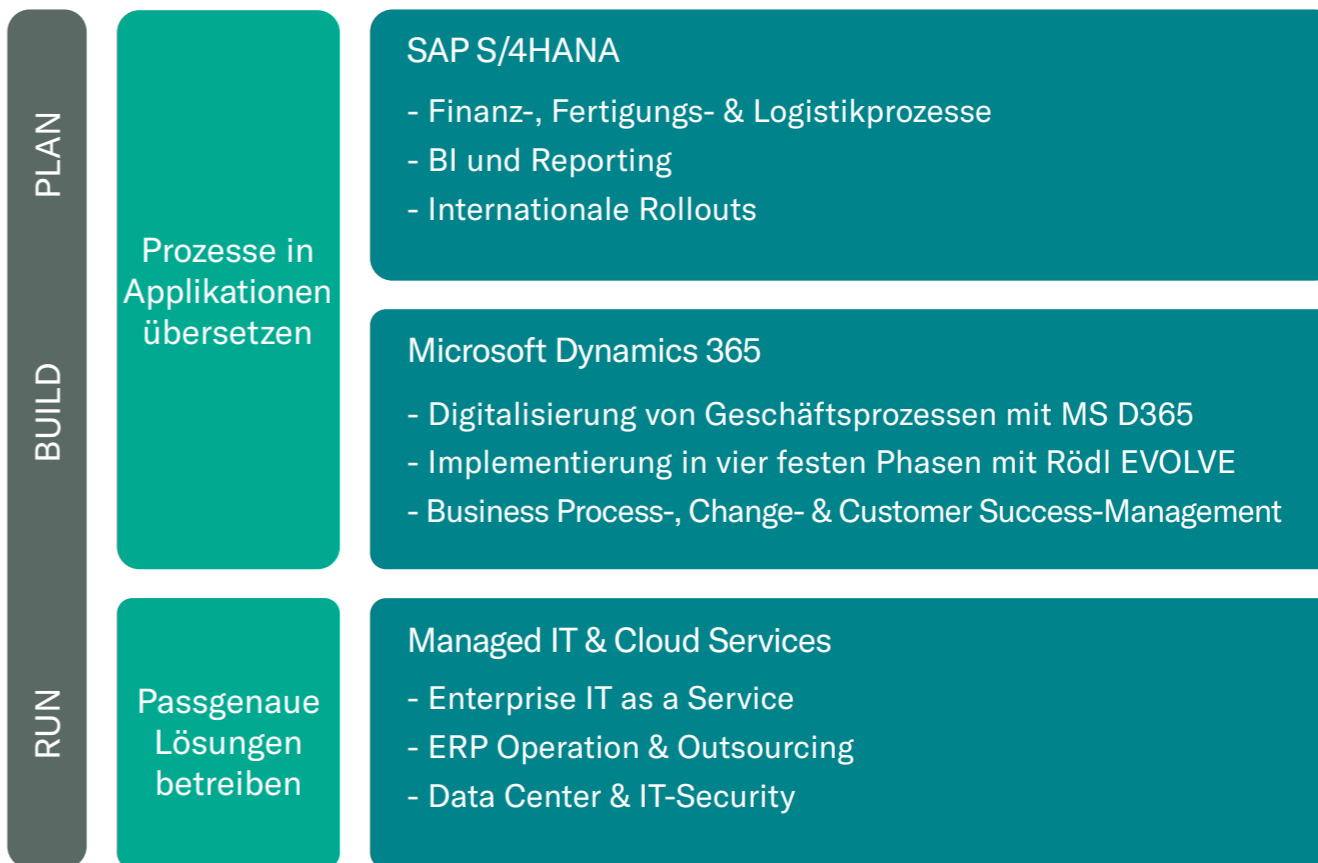 PLAN
BUILD
RUN
Prozesse in
Applikationen
übersetzen
SAP S/4HANA
- Finanz-, Fertigungs- & Logistikprozesse
- BI und Reporting
- Internationale Rollouts
Microsoft Dynamics 365
- Digitalisierung von Geschäftsprozessen mit MS D365
- Implementierung in vier festen Phasen mit Rödl EVOLVE
- Business Process-, Change- & Customer Success-Management
Passgenaue
Lösungen
betreiben
Managed IT & Cloud Services
- Enterprise IT as a Service
- ERP Operation & Outsourcing
- Data Center & IT-Security